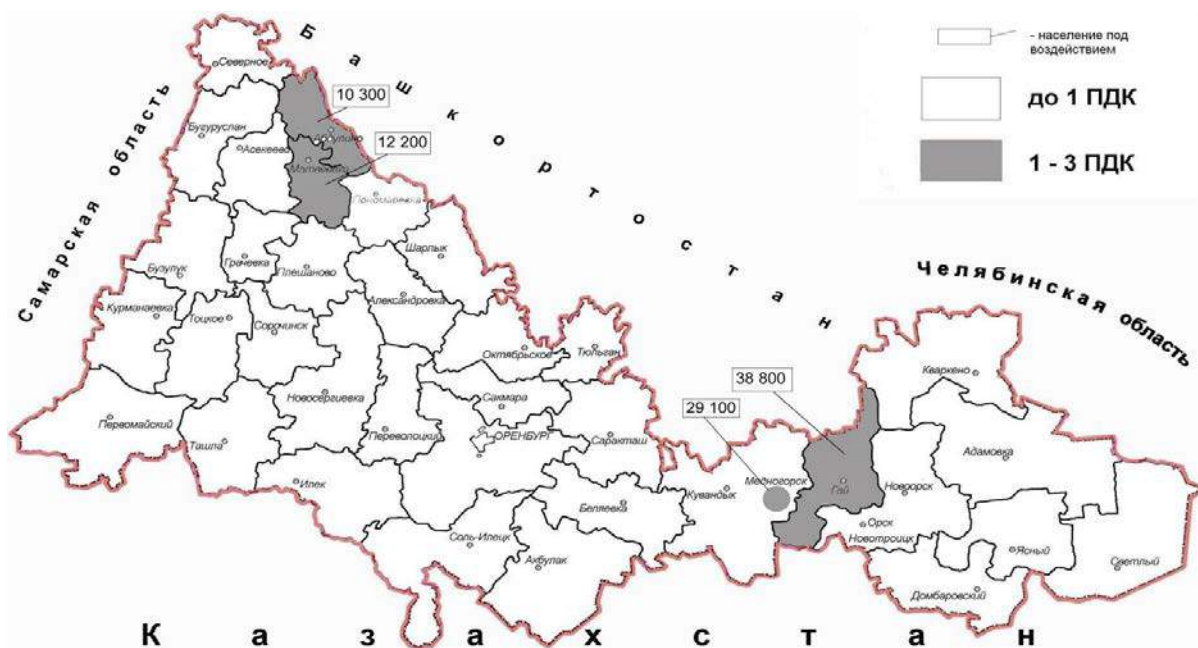 Башкортостан
Самарская область
Челябинская область
Казахстан
- население под
воздействием
до 1 ПДК
1 - 3 ПДК
10 300
12 200
38 800
29 100
Северное
Бугуруслан
Асекеево
Абдулино
Матвеевка
Пономаревка
Шарлык
Бузулук
Грачевка
Плешаново
Александровка
Курманаевка
Тоцкое
Сорочинск
Октябрьское
Тюльган
Новосергиевка
Сакмара
Первомайский
Ташла
Переволоцкий
ОРЕНБУРГ
Саракташ
Илек
Беляевка
Кувандык
Медногорск
Гай
Новоорск
Орск
Новотроицк
Кваркено
Адамовка
Соль-Илецк
Акбулак
Ясный
Светлый
Домбаровский